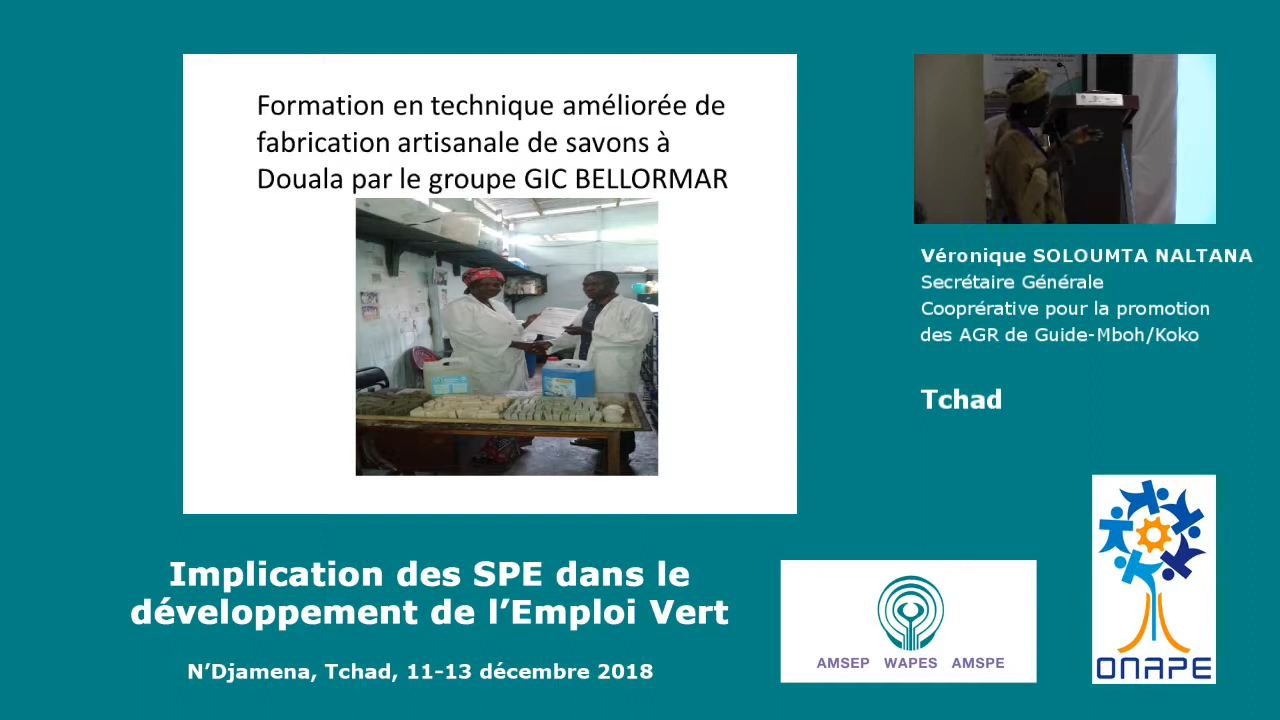 Formation en technique améliorée de
fabrication artisanale de savons à
Douala par le groupe GIC BELLORMAR
Véronique SOLOUMTA NALTANA
Secrétaire Générale
Cooprérative pour la promotion
des AGR de Guide-Mboh/Koko
Tchad
Implication des SPE dans le
développement de l’Emploi Vert
N’Djamena, Tchad, 11-13 décembre 2018
AMSEP WAPES AMSPE
ONAPE